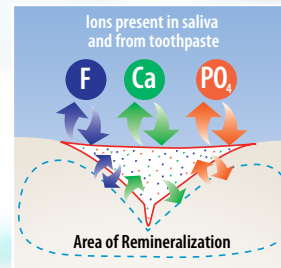 Ions present in saliva
and from toothpaste
F Ca PO₄
Area of Remineralization